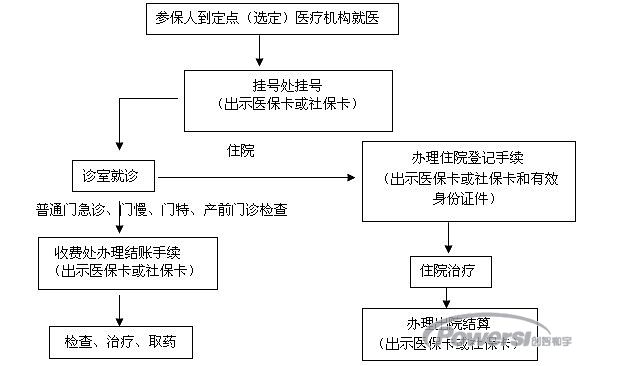 参保人到定点（选定）医疗机构就医
挂号处挂号
（出示医保卡或社保卡）
住院
诊室就诊
办理住院登记手续
（出示医保卡或社保卡和有效
身份证件）
普通门急诊、门慢、门特、产前门诊检查
收费处办理结账手续
（出示医保卡或社保卡）
住院治疗
检查、治疗、取药
办理出院结算
（出示医保卡或社保卡）
POWERSI 创智和宇